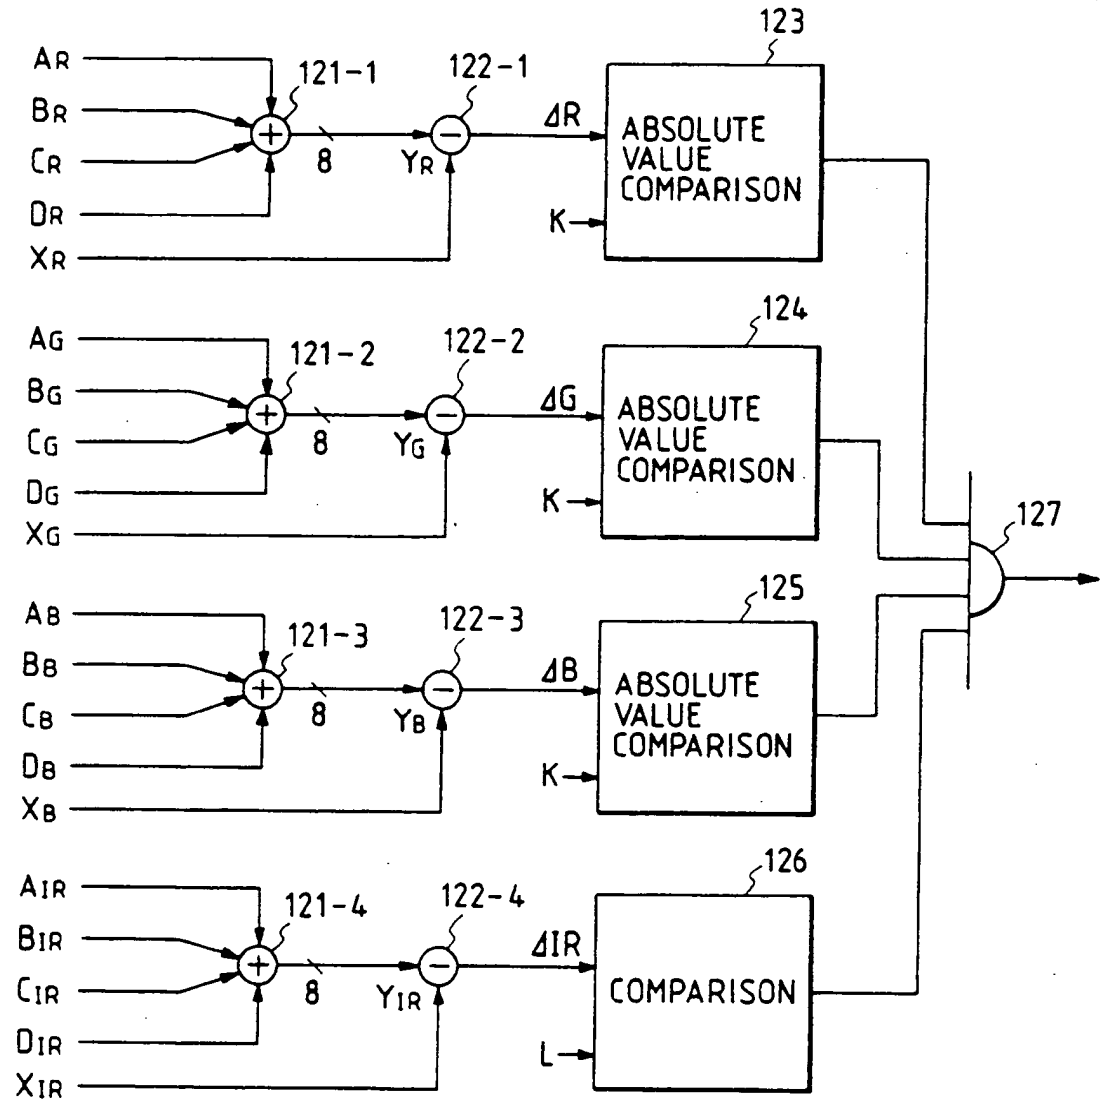 123
AR
121-1
122-1
BR
ΔR
ABSOLUTE
VALUE
COMPARISON
+
−
CR
8
YR
DR
K
XR
124
AG
121-2
122-2
BG
ΔG
ABSOLUTE
VALUE
COMPARISON
+
−
CG
8
YG
DG
K
XG
127
125
AB
121-3
122-3
BB
ΔB
ABSOLUTE
VALUE
COMPARISON
+
−
CB
8
YB
DB
K
XB
126
AIR
121-4
122-4
BIR
ΔIR
+
−
COMPARISON
CIR
8
YIR
DIR
L
XIR